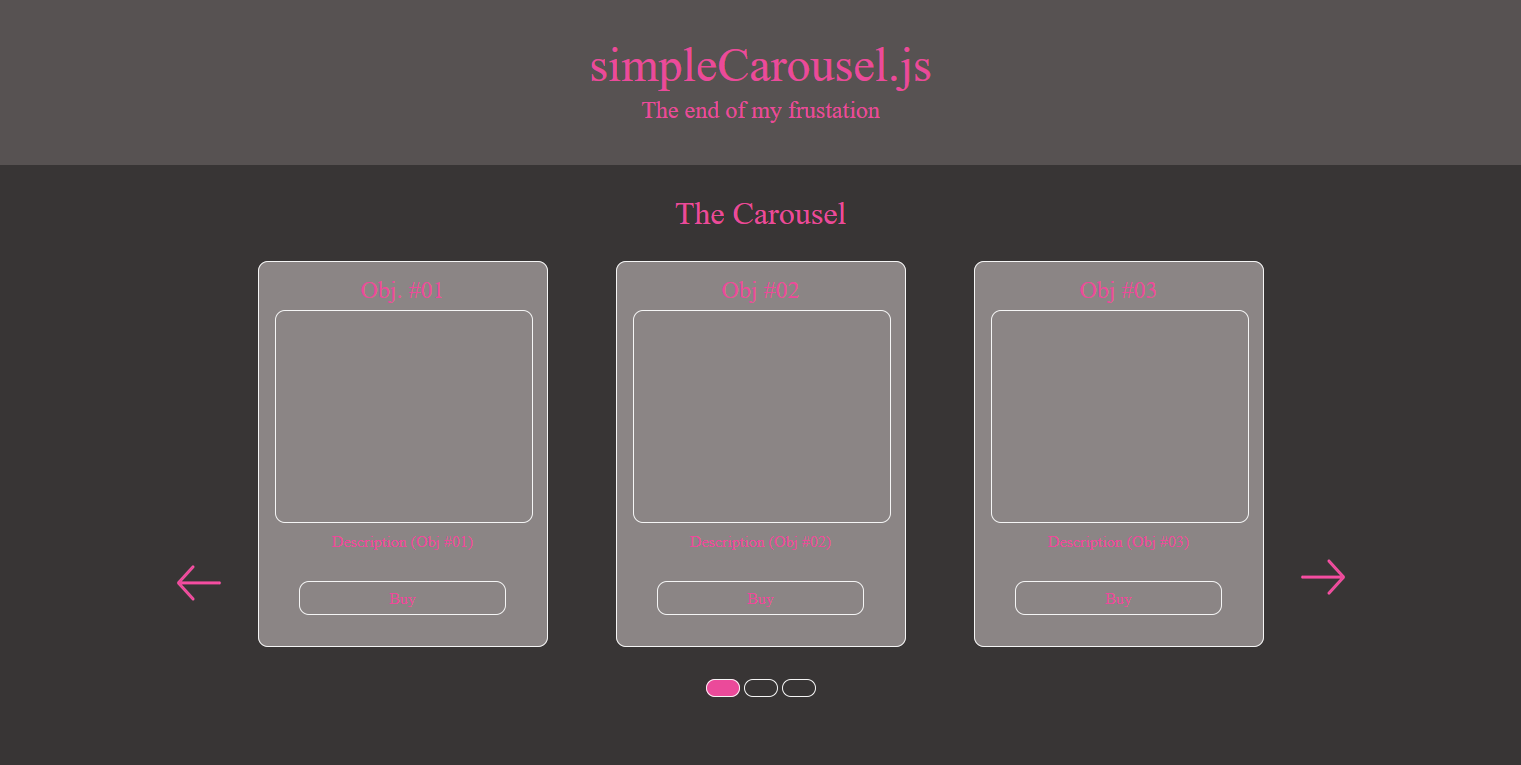 simpleCarousel.js
The end of my frustation
The Carousel
Obj. #01
Obj #02
Obj #03
Description (Obj #01)
Description (Obj #02)
Description (Obj #03)
Buy
Buy
Buy